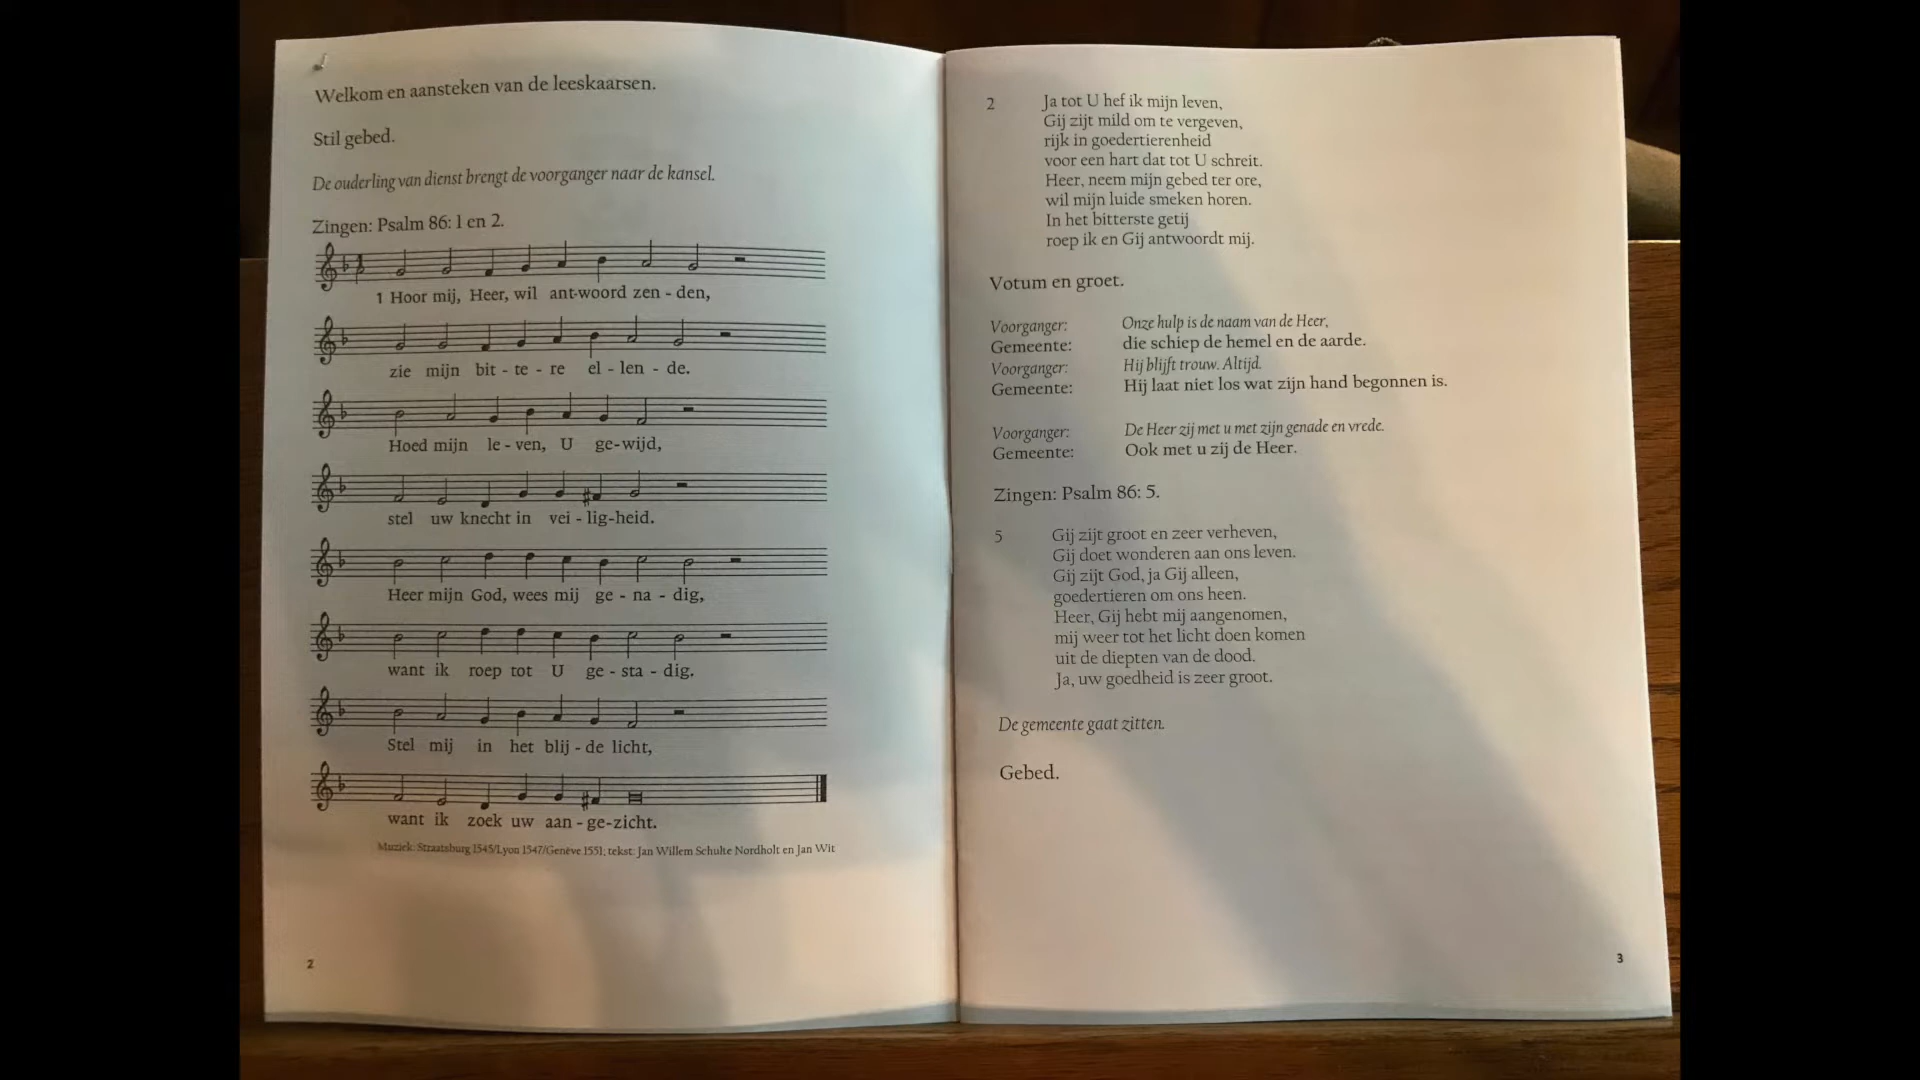 Welkom en aansteken van de leeskaarsen.
Stil gebed.
De ouderling van dienst brengt de voorganger naar de kansel.
Zingen: Psalm 86: 1 en 2.
1 Hoor mij, Heer, wil ant-woord zen - den,
zie mijn bit - te - re el - len - de.
Hoed mijn le - ven, U ge-wijd,
stel uw knecht in vei - lig-heid.
Heer mijn God, wees mij ge - na - dig,
want ik roep tot U ge - sta - dig.
Stel mij in het blij - de licht,
want ik zoek uw aan - ge-zicht.
Muziek: Straatsburg 1545/Lyon 1547/Genève 1551; tekst: Jan Willem Schulte Nordholt en Jan Wit
2
2 Ja tot U hef ik mijn leven,
Gij zijt mild om te vergeven,
rijk in goedertierenheid
voor een hart dat tot U schreit.
Heer, neem mijn gebed ter ore,
wil mijn luide smeken horen.
In het bitterste getij
roep ik en Gij antwoordt mij.
Votum en groet.
Voorganger: Onze hulp is de naam van de Heer,
Gemeente: die schiep de hemel en de aarde.
Voorganger: Hij blijft trouw. Altijd.
Gemeente: Hij laat niet los wat zijn hand begonnen is.
Voorganger: De Heer zij met u met zijn genade en vrede.
Gemeente: Ook met u zij de Heer.
Zingen: Psalm 86: 5.
5 Gij zijt groot en zeer verheven,
Gij doet wonderen aan ons leven.
Gij zijt God, ja Gij alleen,
goedertieren om ons heen.
Heer, Gij hebt mij aangenomen,
mij weer tot het licht doen komen
uit de diepten van de dood.
Ja, uw goedheid is zeer groot.
De gemeente gaat zitten.
Gebed.
3